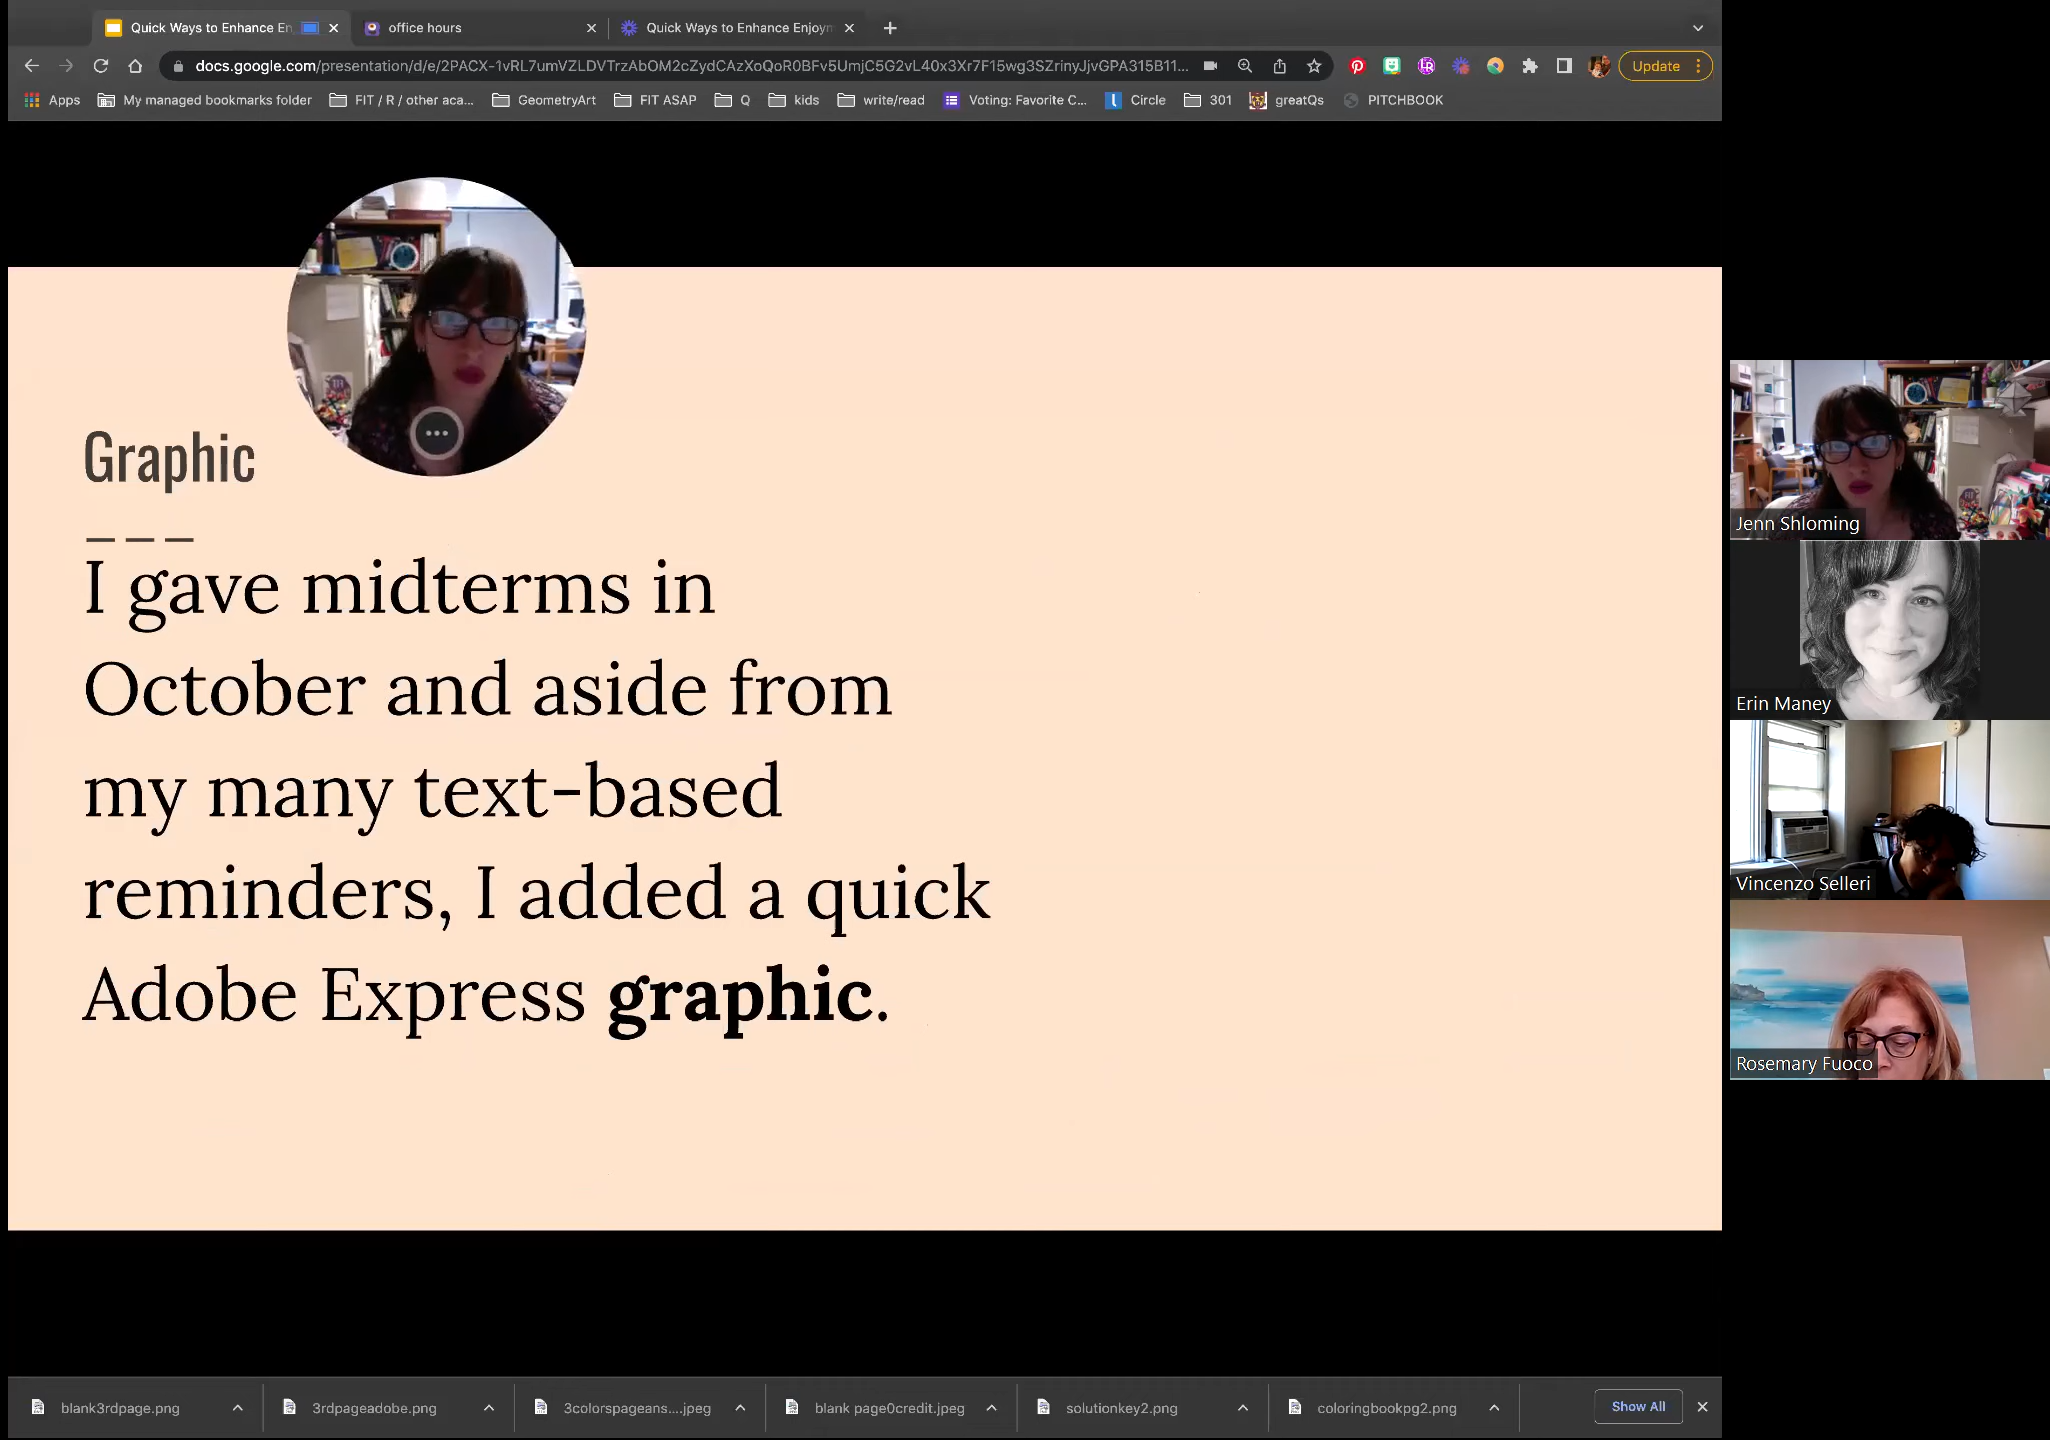 Quick Ways to Enhance En
office hours
Quick Ways to Enhance Enjoym
docs.google.com/presentation/d/e/2PACX-1vRL7umVZLDVTrzAbOM2cZydCAzXoQoR0BFv5UmjC5G2vL40x3Xr7F15wg3SZrinyJjvGPA315B11...
Update
Apps
My managed bookmarks folder
FIT / R / other aca...
GeometryArt
FIT ASAP
Q
kids
write/read
Voting: Favorite C...
Circle
301
greatQs
PITCHBOOK
Graphic
I gave midterms in
October and aside from
my many text-based
reminders, I added a quick
Adobe Express graphic.
Jenn Shloming
Erin Maney
Vincenzo Selleri
Rosemary Fuoco
blank3rdpage.png
3rdpageadobe.png
3colorspageans....jpeg
blank page0credit.jpeg
solutionkey2.png
coloringbookpg2.png
Show All